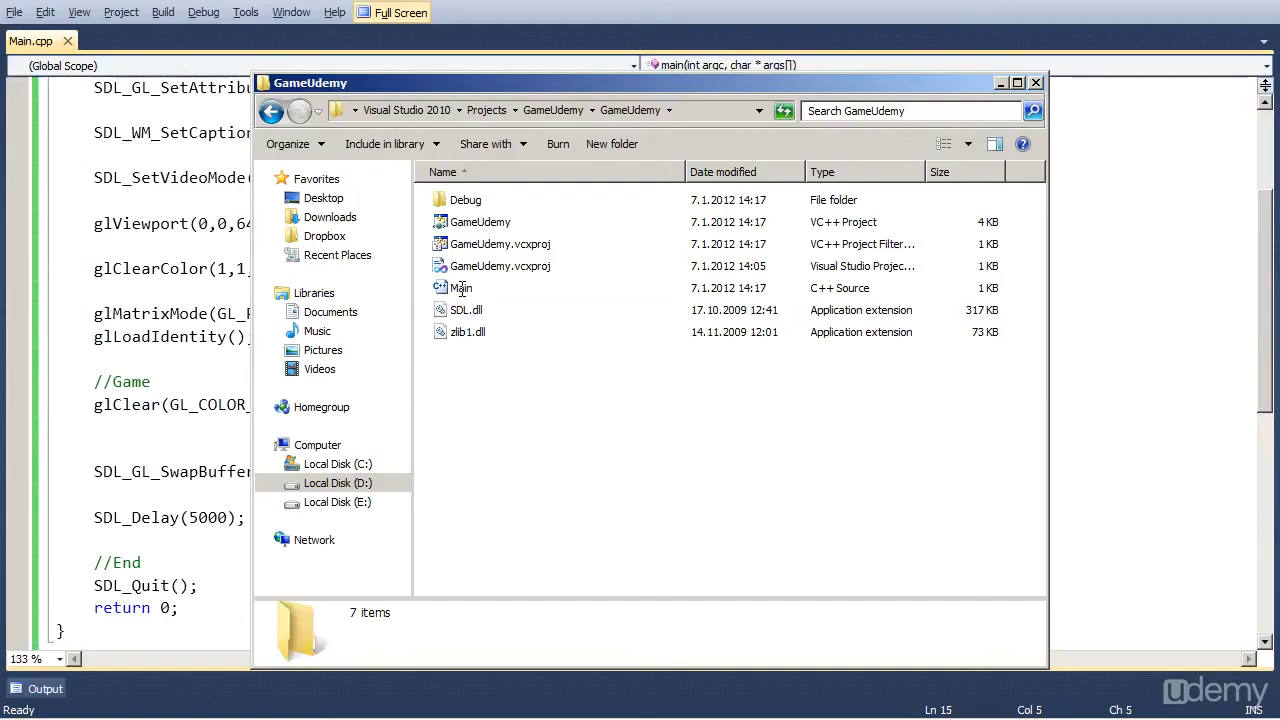 File Edit View Project Build Debug Tools Window Help Full Screen
Main.cpp
(Global Scope) main(int argc, char * args[])
SDL_GL_SetAttribu
SDL_WM_SetCaption
SDL_SetVideoMode(
glViewport(0,0,64
glClearColor(1,1,
glMatrixMode(GL_P
glLoadIdentity();
//Game
glClear(GL_COLOR_
SDL_GL_SwapBuffer
SDL_Delay(5000);
//End
SDL_Quit();
return 0;
}
133 %
GameUdemy
Visual Studio 2010 Projects GameUdemy GameUdemy Search GameUdemy
Organize Include in library Share with Burn New folder
Favorites
Desktop
Downloads
Dropbox
Recent Places
Libraries
Documents
Music
Pictures
Videos
Homegroup
Computer
Local Disk (C:)
Local Disk (D:)
Local Disk (E:)
Network
Name Date modified Type Size
Debug 7.1.2012 14:17 File folder
GameUdemy 7.1.2012 14:17 VC++ Project 4 KB
GameUdemy.vcxproj 7.1.2012 14:17 VC++ Project Filter... 1 KB
GameUdemy.vcxproj 7.1.2012 14:05 Visual Studio Projec... 1 KB
Main 7.1.2012 14:17 C++ Source 1 KB
SDL.dll 17.10.2009 12:41 Application extension 317 KB
zlib1.dll 14.11.2009 12:01 Application extension 73 KB
7 items
Output
Ready Ln 15 Col 5 Ch 5 INS
udemy